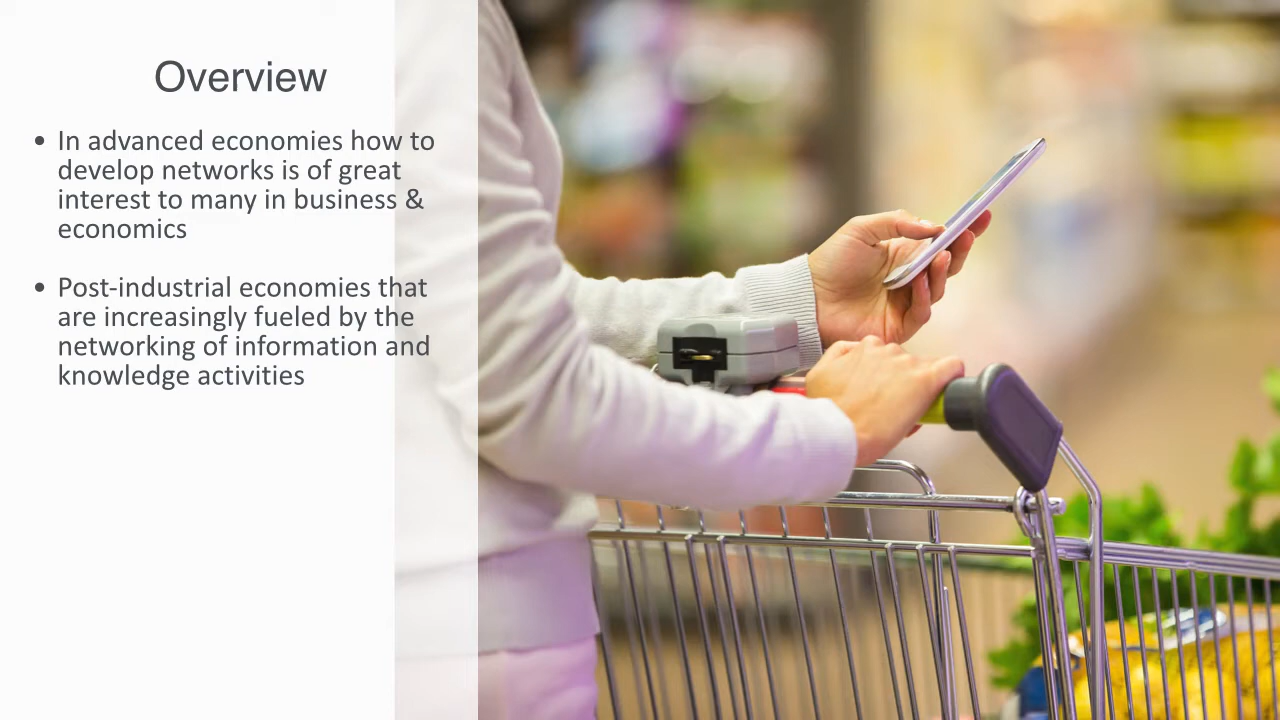 Overview
• In advanced economies how to
develop networks is of great
interest to many in business &
economics
• Post-industrial economies that
are increasingly fueled by the
networking of information and
knowledge activities